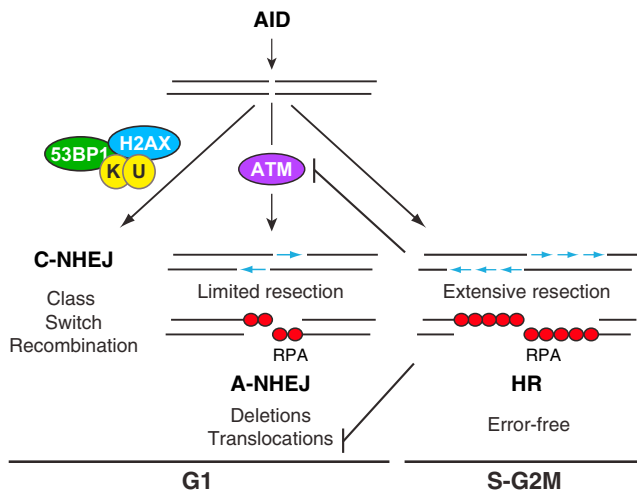 AID
53BP1
H2AX
K U
ATM
C-NHEJ
Class
Switch
Recombination
Limited resection
RPA
A-NHEJ
Deletions
Translocations
Extensive resection
RPA
HR
Error-free
G1
S-G2M